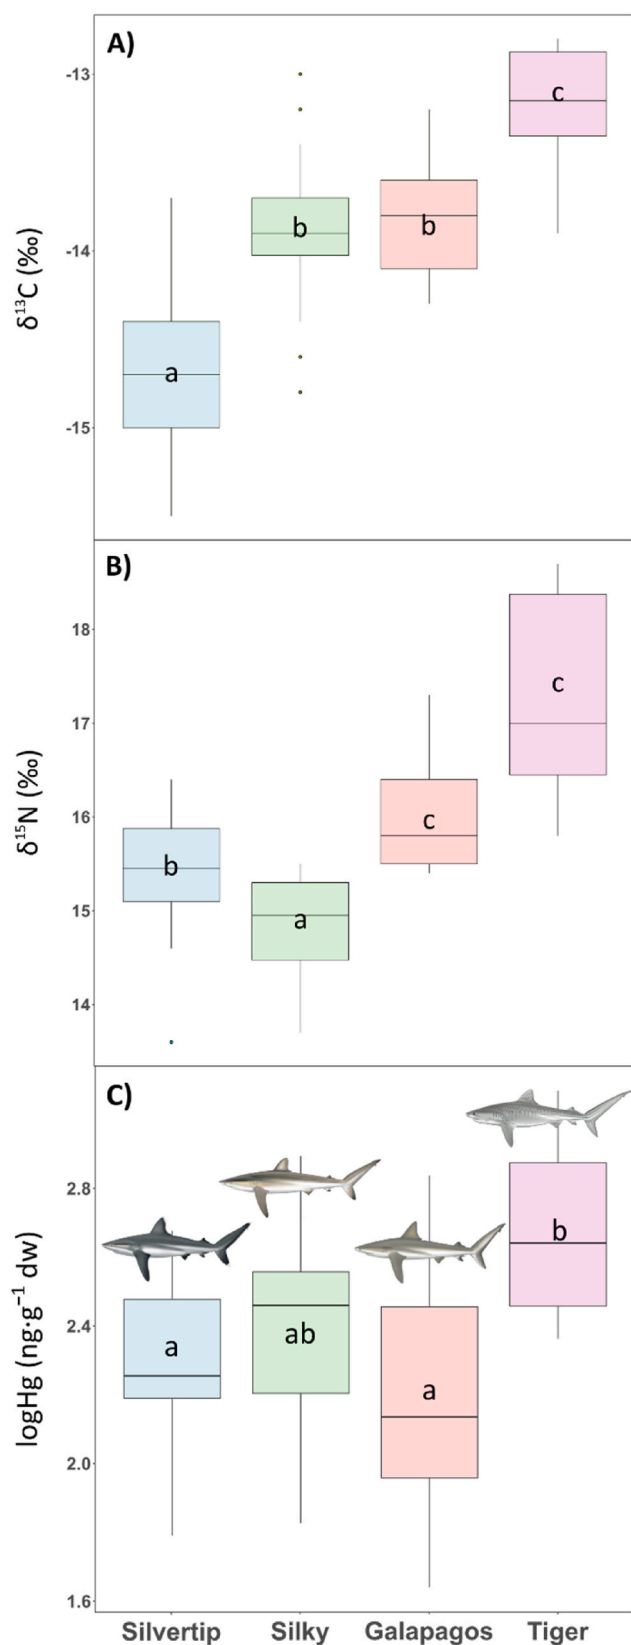 A)
-13
c
b
b
-14
a
-15
δ¹³C (‰)
B)
18
c
17
16
c
b
15
a
14
δ¹⁵N (‰)
C)
2.8
b
2.4
a
ab
a
2.0
1.6
logHg (ng·g⁻¹ dw)
Silvertip Silky Galapagos Tiger